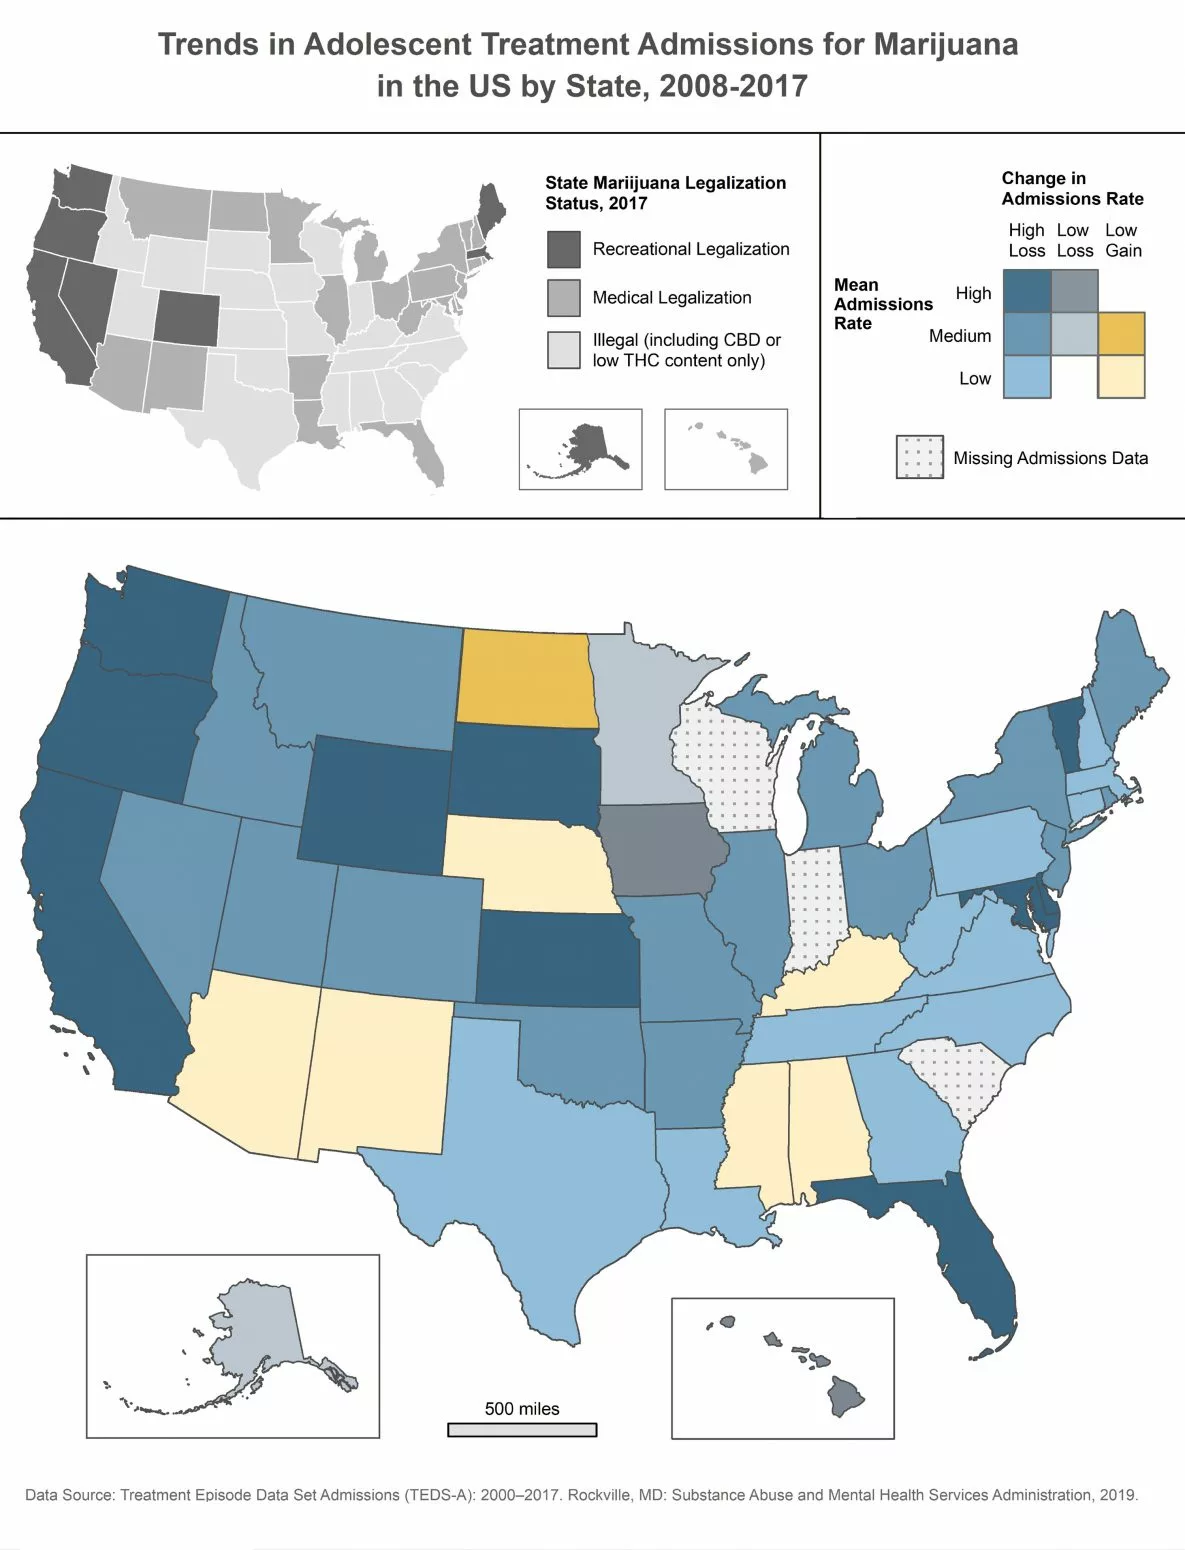 Trends in Adolescent Treatment Admissions for Marijuana
in the US by State, 2008-2017
State Mariijuana Legalization
Status, 2017
Recreational Legalization
Medical Legalization
Illegal (including CBD or
low THC content only)
Change in
Admissions Rate
High Low Low
Loss Loss Gain
Mean
Admissions
Rate
High
Medium
Low
Missing Admissions Data
500 miles
Data Source: Treatment Episode Data Set Admissions (TEDS-A): 2000–2017. Rockville, MD: Substance Abuse and Mental Health Services Administration, 2019.